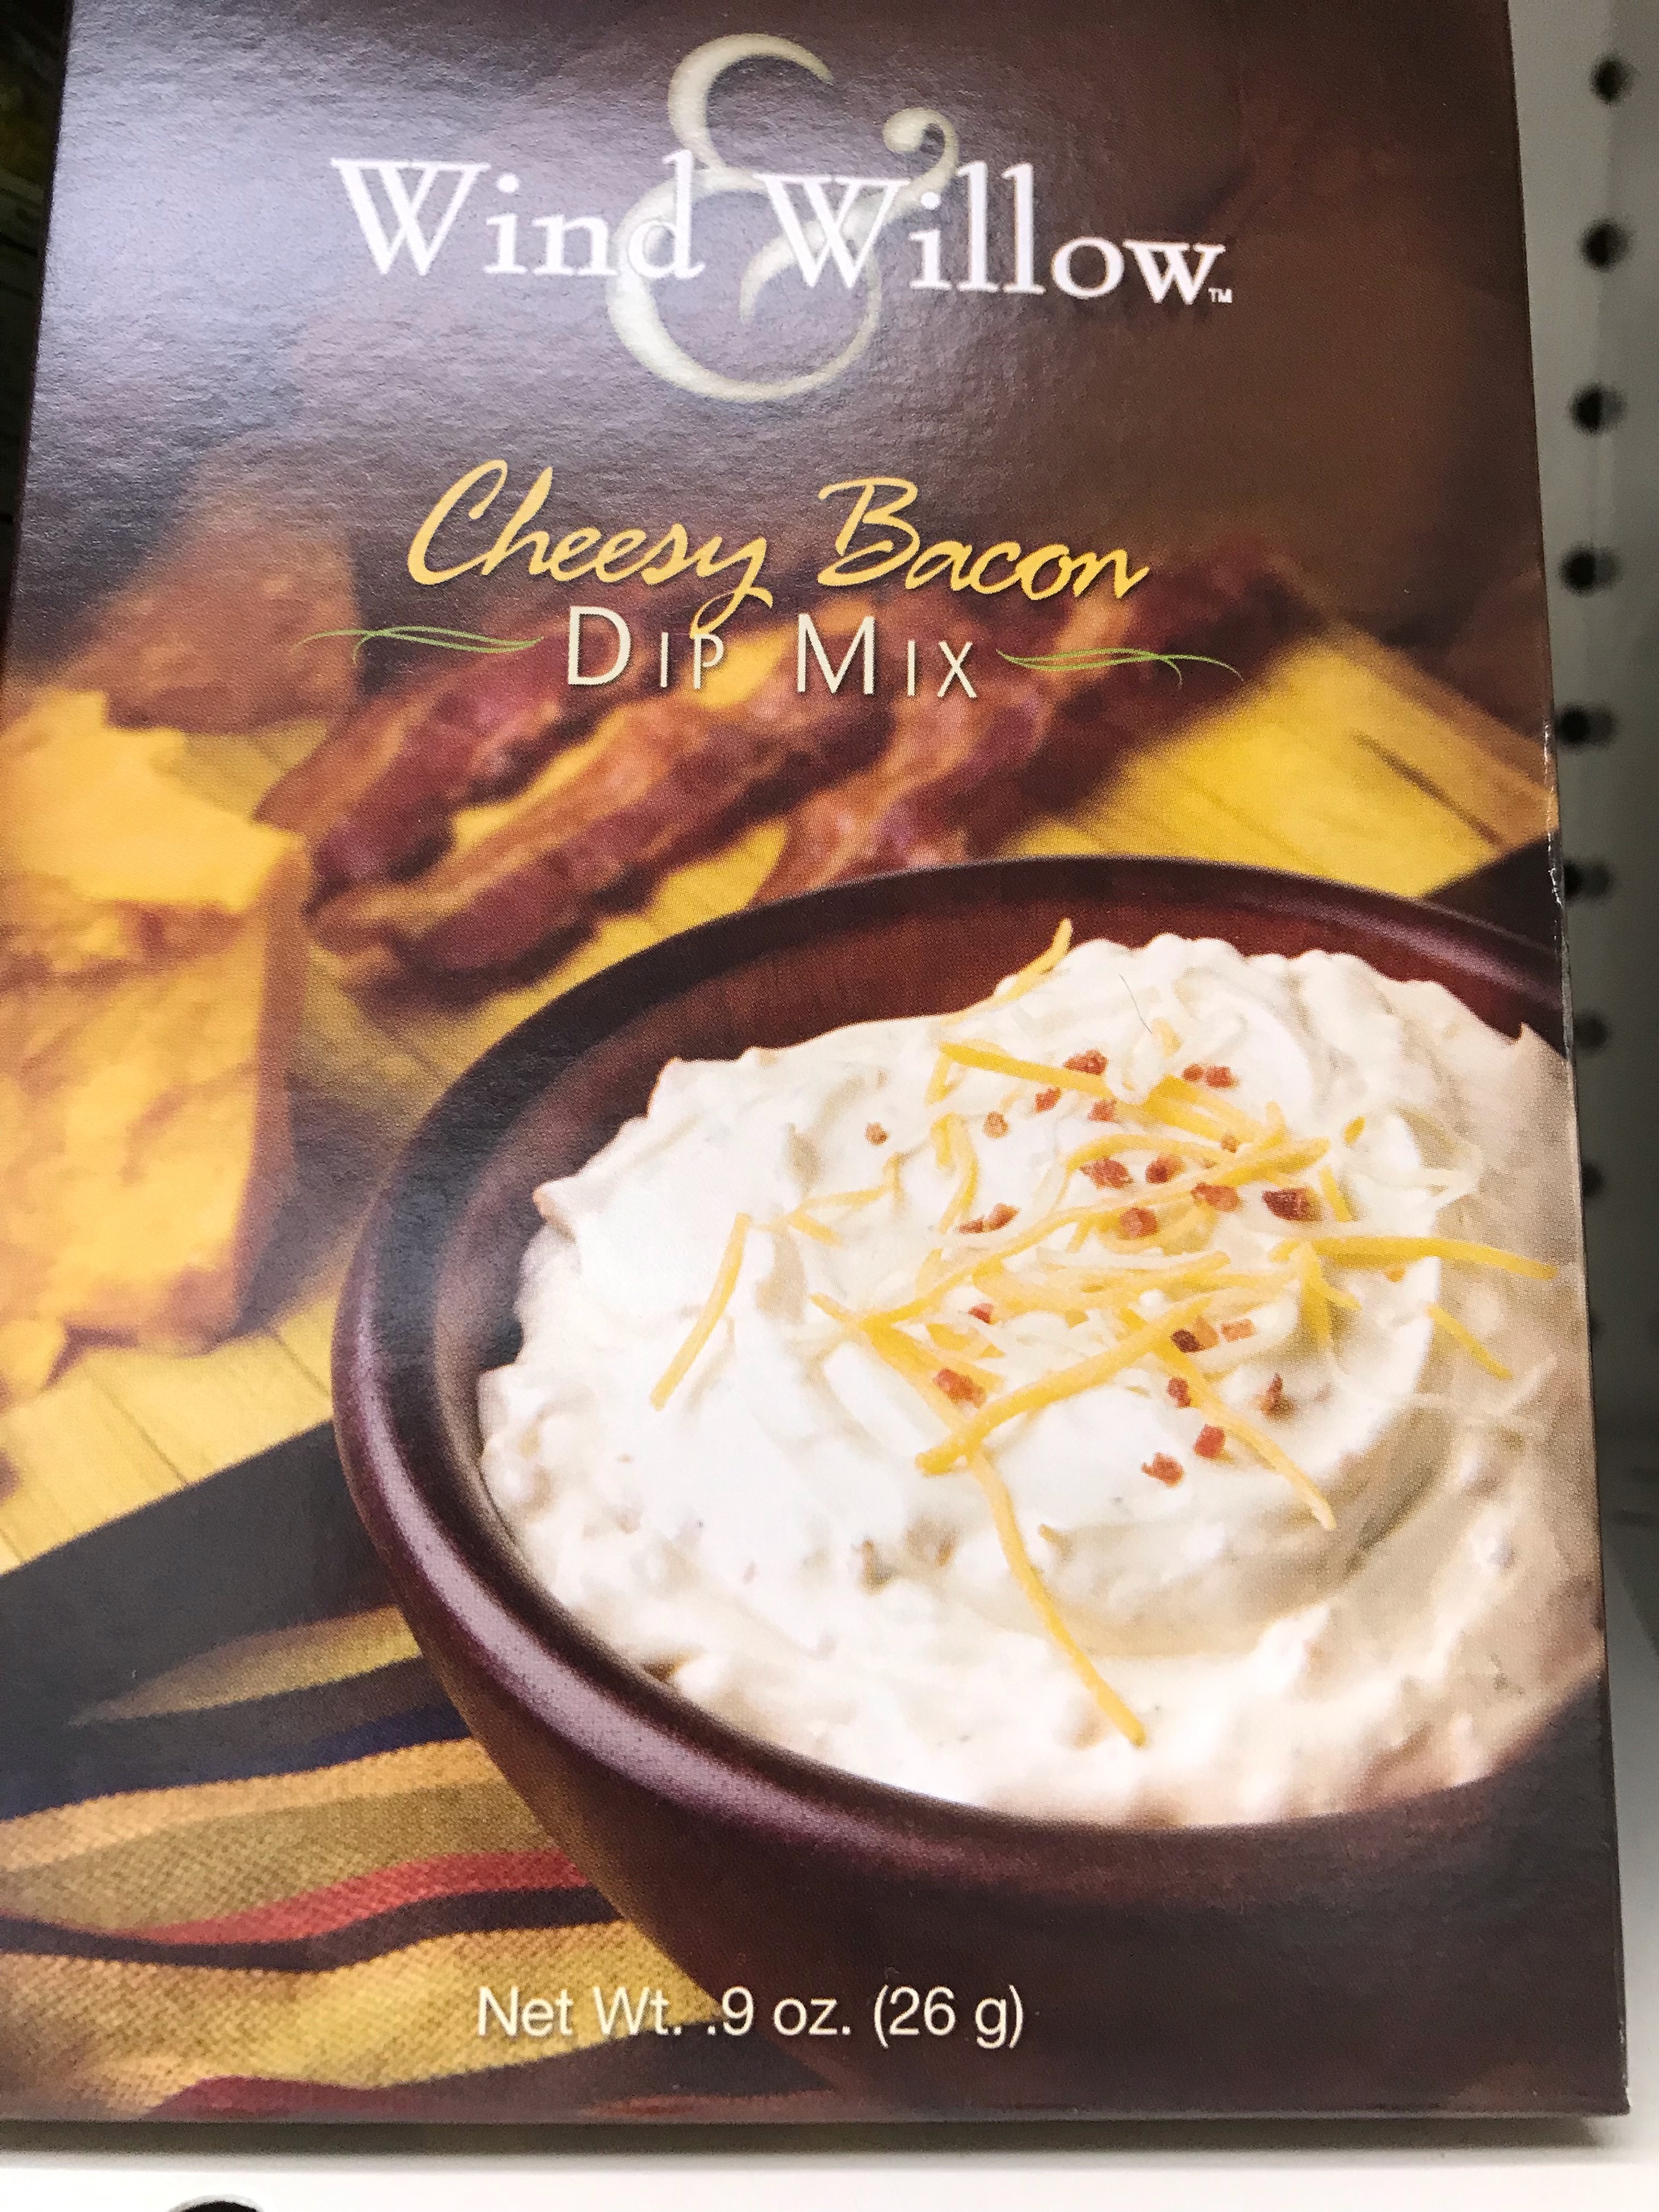 Wind & Willow™
Cheesy Bacon
DIP MIX
Net Wt. .9 oz. (26 g)